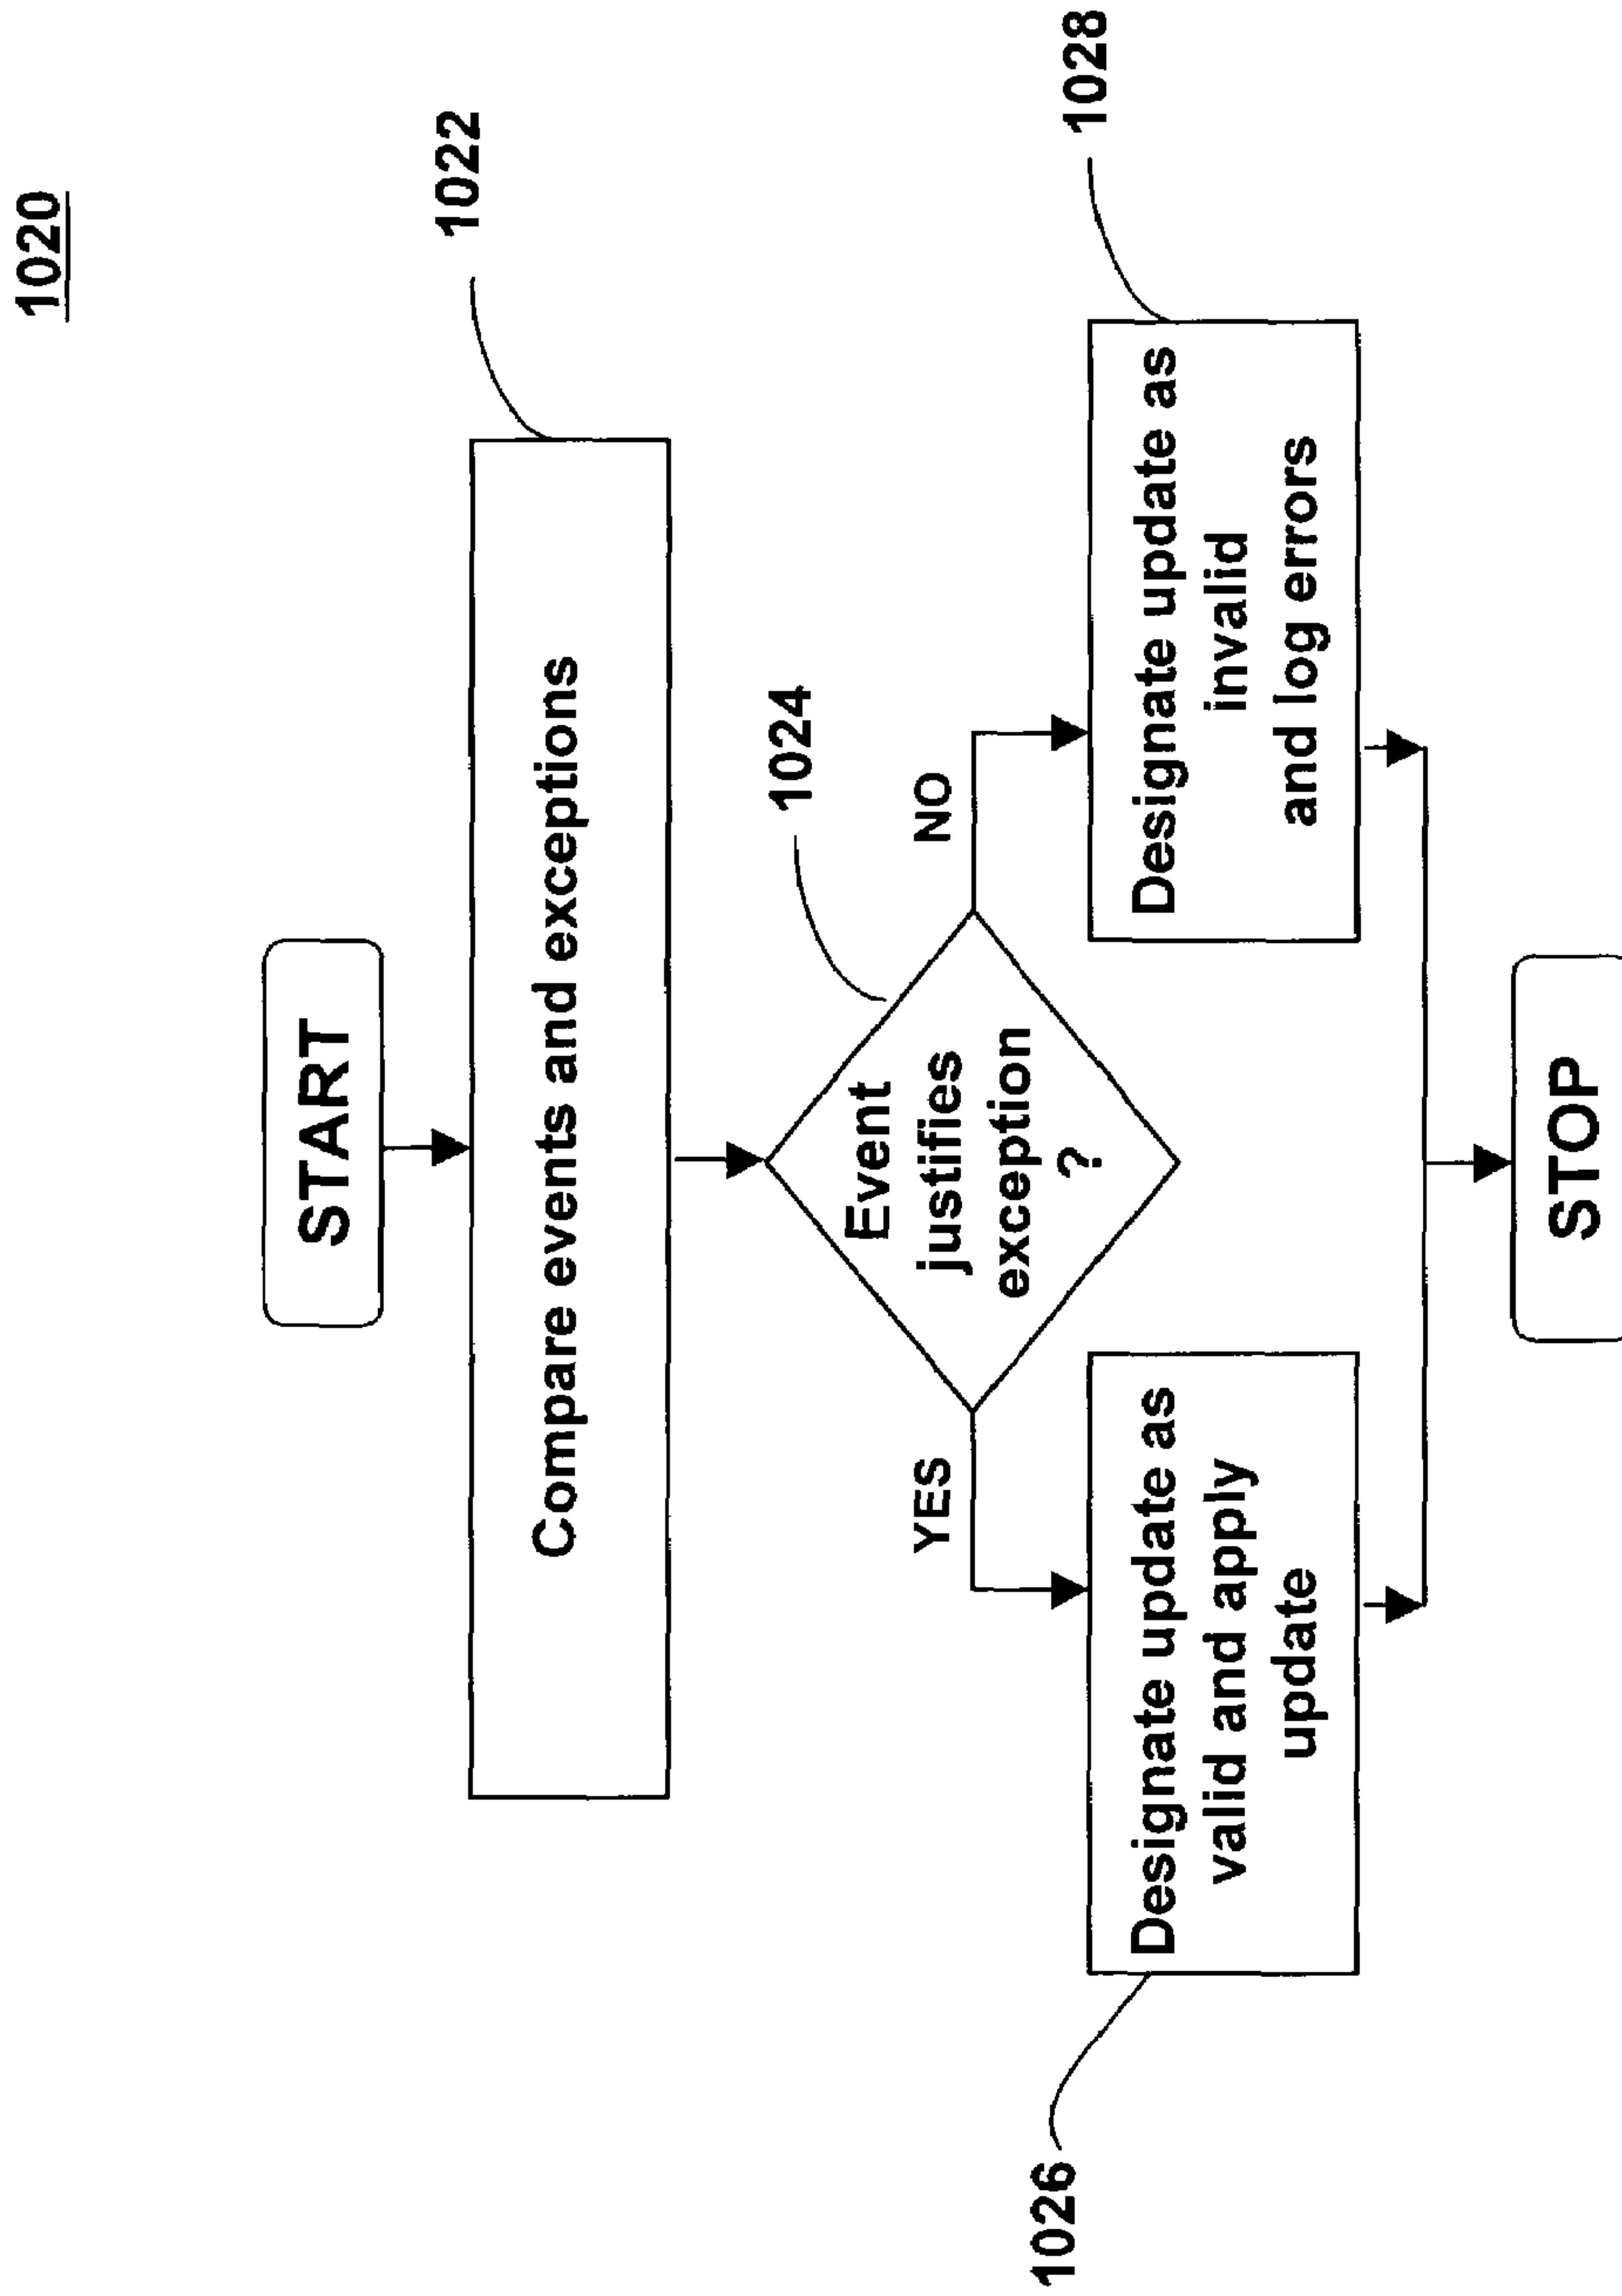 1020
START
1022
Compare events and exceptions
1024
Event
justifies
exception
?
YES
NO
1026
Designate update as
valid and apply
update
1028
Designate update as
invalid
and log errors
STOP